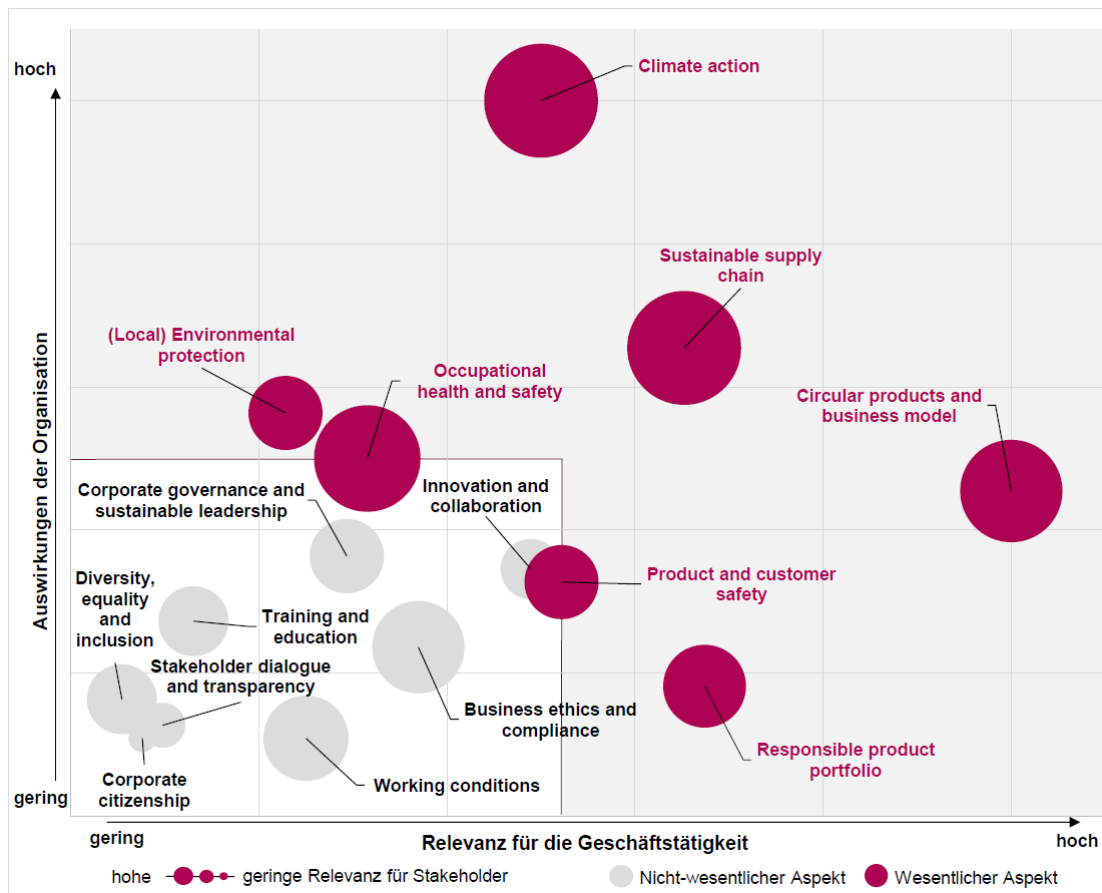 hoch
Climate action
Sustainable supply
chain
(Local) Environmental
protection
Occupational
health and safety
Circular products and
business model
Auswirkungen der Organisation
Corporate governance and
sustainable leadership
Innovation and
collaboration
Product and customer
safety
Diversity,
equality
and
inclusion
Training and
education
Stakeholder dialogue
and transparency
Business ethics and
compliance
Responsible product
portfolio
Corporate
citizenship
Working conditions
gering
gering
Relevanz für die Geschäftstätigkeit
hoch
hohe geringe Relevanz für Stakeholder
Nicht-wesentlicher Aspekt
Wesentlicher Aspekt